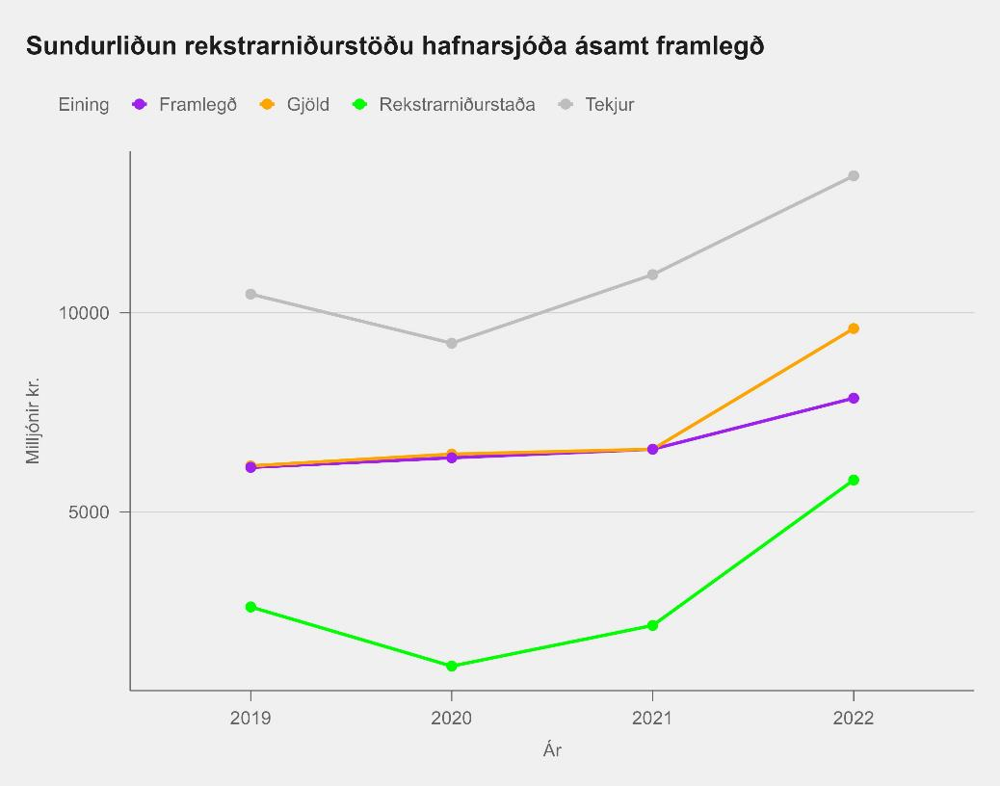 Sundurliðun rekstrarniðurstöðu hafnarsjóða ásamt framlegð
Eining Framlegð Gjöld Rekstrarniðurstaða Tekjur
Milljónir kr.
10000
5000
2019 2020 2021 2022
Ár